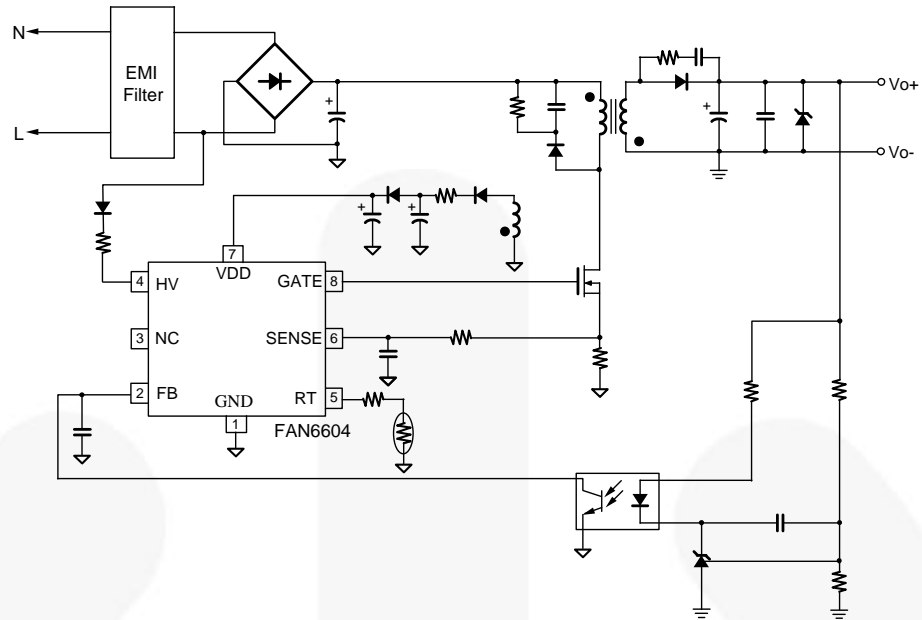 N
EMI
Filter
L
+
+
Vo+
Vo-
+
+
7
VDD
4
HV
GATE
8
3
NC
SENSE
6
2
FB
RT
5
GND
1
FAN6604